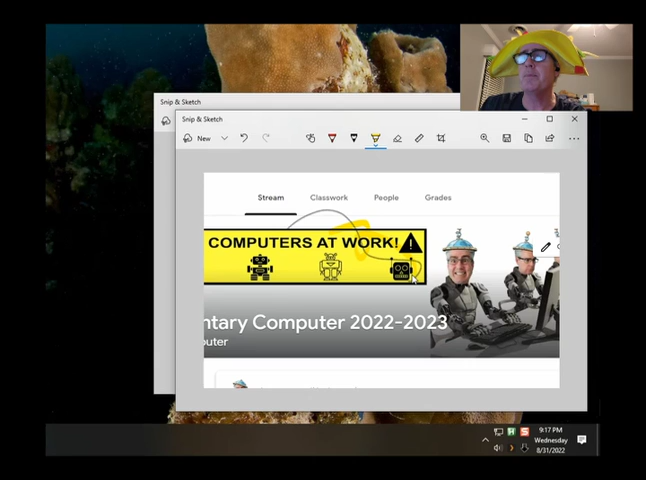 Snip & Sketch
Snip & Sketch
New
Stream Classwork People Grades
COMPUTERS AT WORK!
ntary Computer 2022-2023
outer
9:17 PM
Wednesday
8/31/2022